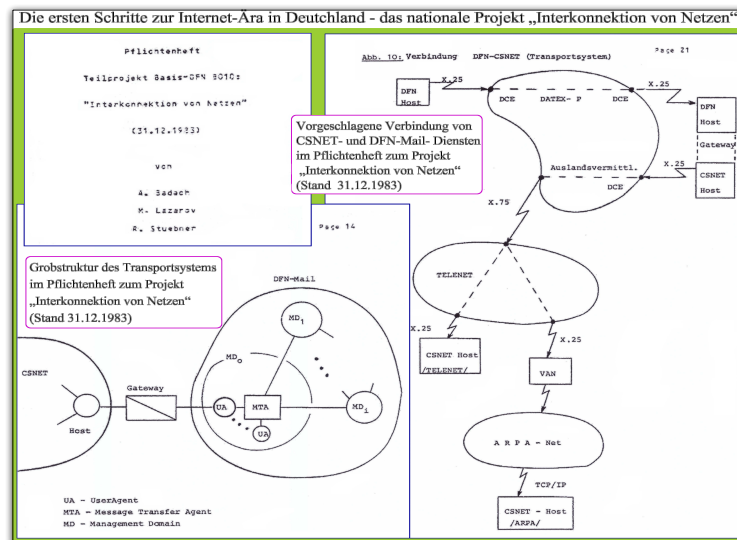 Die ersten Schritte zur Internet-Ära in Deutchland - das nationale Projekt „Interkonnektion von Netzen“
Pflichtenheft
Teilprojekt Basis-DFN 8010:
"Interkonnektion von Netzen"
(31.12.1983)
von
A. Badach
M. Lazarov
R. Stuebner
Abb. 10: Verbindung DFN-CSNET (Transportsystem)
Page 21
X.25
X.25
DFN
Host
DCE DATEX- P DCE
DFN
Host
Gateway
X.25
CSNET
Host
Auslandsvermittl.
DCE
X.75
TELENET
X.25
X.25
CSNET Host
/TELENET/
VAN
A R P A - Net
TCP/IP
CSNET - Host
/ARPA/
Vorgeschlagene Verbindung von
CSNET- und DFN-Mail- Diensten
im Pflichtenheft zum Projekt
„Interkonnektion von Netzen“
(Stand 31.12.1983)
Page 14
Grobstruktur des Transportsystems
im Pflichtenheft zum Projekt
„Interkonnektion von Netzen“
(Stand 31.12.1983)
DFN-Mail
MD1
MDo
CSNET
Gateway
Host
UA
MTA
MDi
UA
UA - UserAgent
MTA - Message Transfer Agent
MD - Management Domain